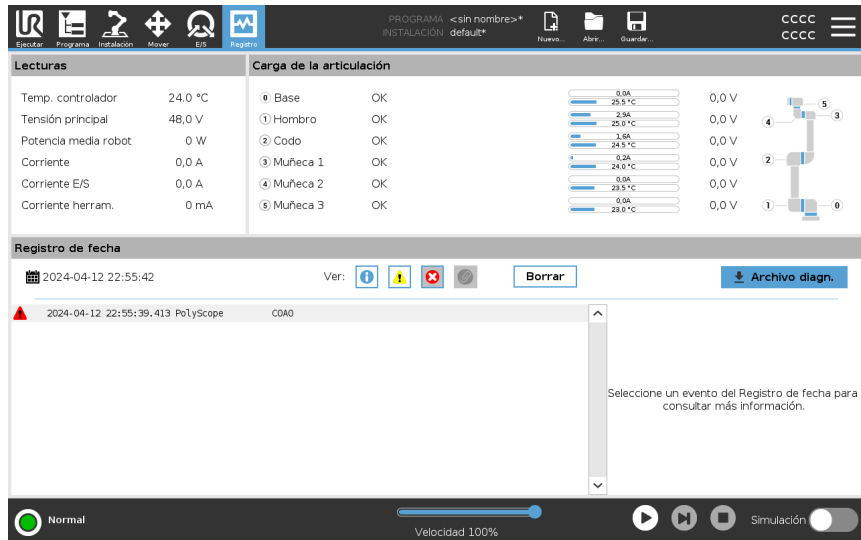 UR
PROGRAMA <sin nombre>*
INSTALACIÓN default*
CCCC
CCCC
Ejecutar Programa Instalación Mover E/S Registro Nuevo... Abrir... Guardar...
Lecturas
Temp. controlador 24.0 °C
Tensión principal 48,0 V
Potencia media robot 0 W
Corriente 0,0 A
Corriente E/S 0,0 A
Corriente herram. 0 mA
Carga de la articulación
0 Base OK 0,0A 25.5 °C 0,0 V
1 Hombro OK 2,9A 25.0 °C 0,0 V
2 Codo OK 1,6A 24.5 °C 0,0 V
3 Muñeca 1 OK 0,2A 24.0 °C 0,0 V
4 Muñeca 2 OK 0,0A 23.5 °C 0,0 V
5 Muñeca 3 OK 0,0A 23.0 °C 0,0 V
5
4 3
2
1 0
Registro de fecha
2024-04-12 22:55:42 Ver: Borrar Archivo diagn.
2024-04-12 22:55:39.413 PolyScope C0A0
Seleccione un evento del Registro de fecha para
consultar más información.
Normal
Velocidad 100%
Simulación